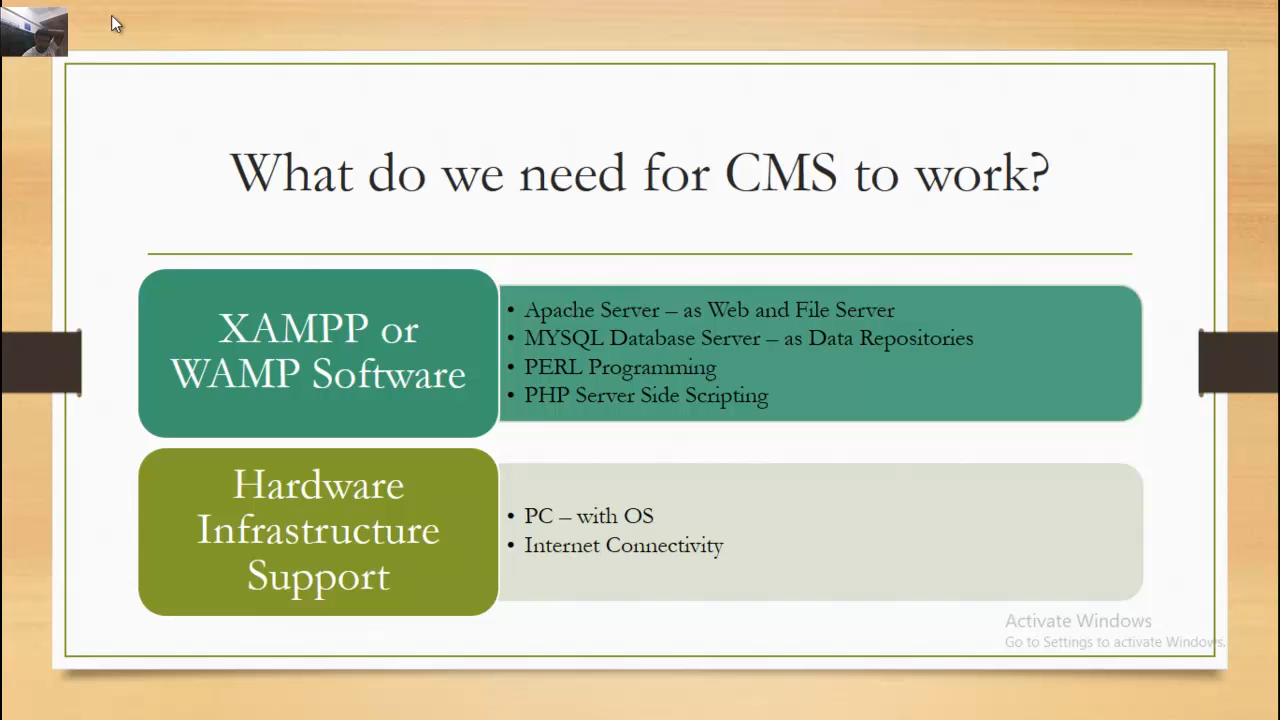 What do we need for CMS to work?
XAMPP or
WAMP Software
• Apache Server – as Web and File Server
• MYSQL Database Server – as Data Repositories
• PERL Programming
• PHP Server Side Scripting
Hardware
Infrastructure
Support
• PC – with OS
• Internet Connectivity
Activate Windows
Go to Settings to activate Windows.